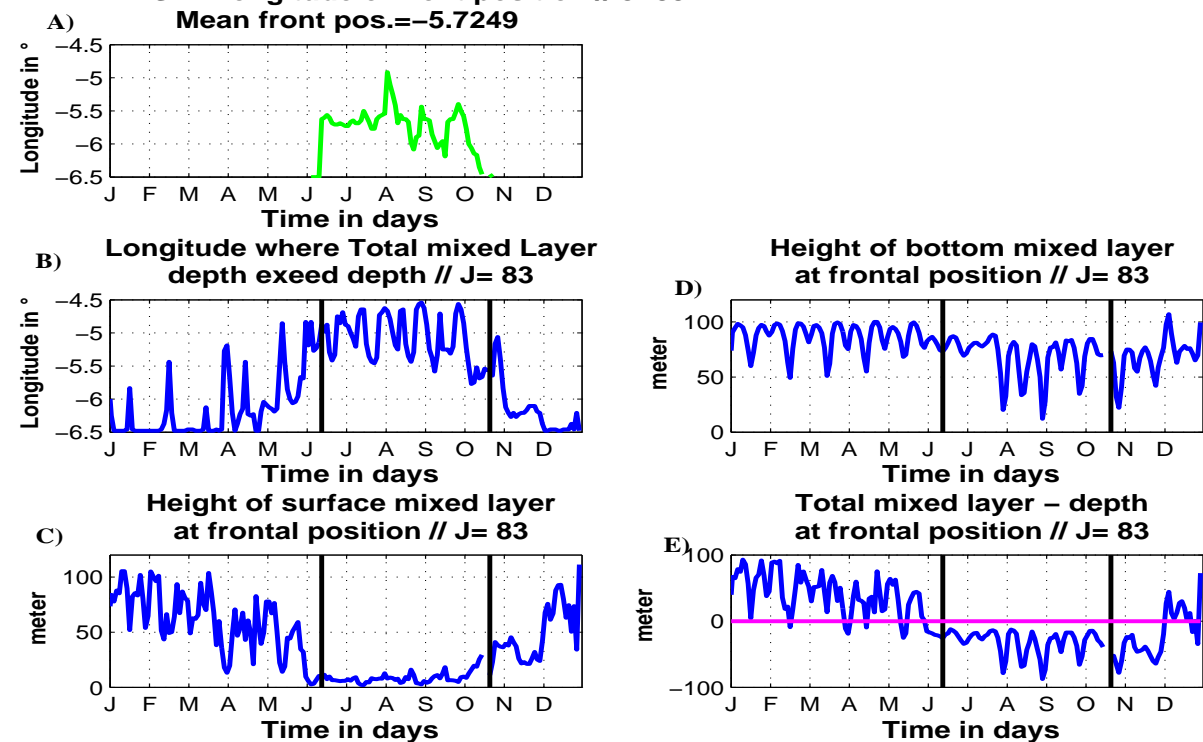 A)
Mean front pos.=−5.7249
Longitude in °
−4.5
−5
−5.5
−6
−6.5
J F M A M J J A S O N D
Time in days
B)
Longitude where Total mixed Layer
depth exeed depth // J= 83
Longitude in °
−4.5
−5
−5.5
−6
−6.5
J F M A M J J A S O N D
Time in days
D)
Height of bottom mixed layer
at frontal position // J= 83
meter
100
50
0
J F M A M J J A S O N D
Time in days
C)
Height of surface mixed layer
at frontal position // J= 83
meter
100
50
0
J F M A M J J A S O N D
Time in days
E)
Total mixed layer − depth
at frontal position // J= 83
meter
100
0
−100
J F M A M J J A S O N D
Time in days